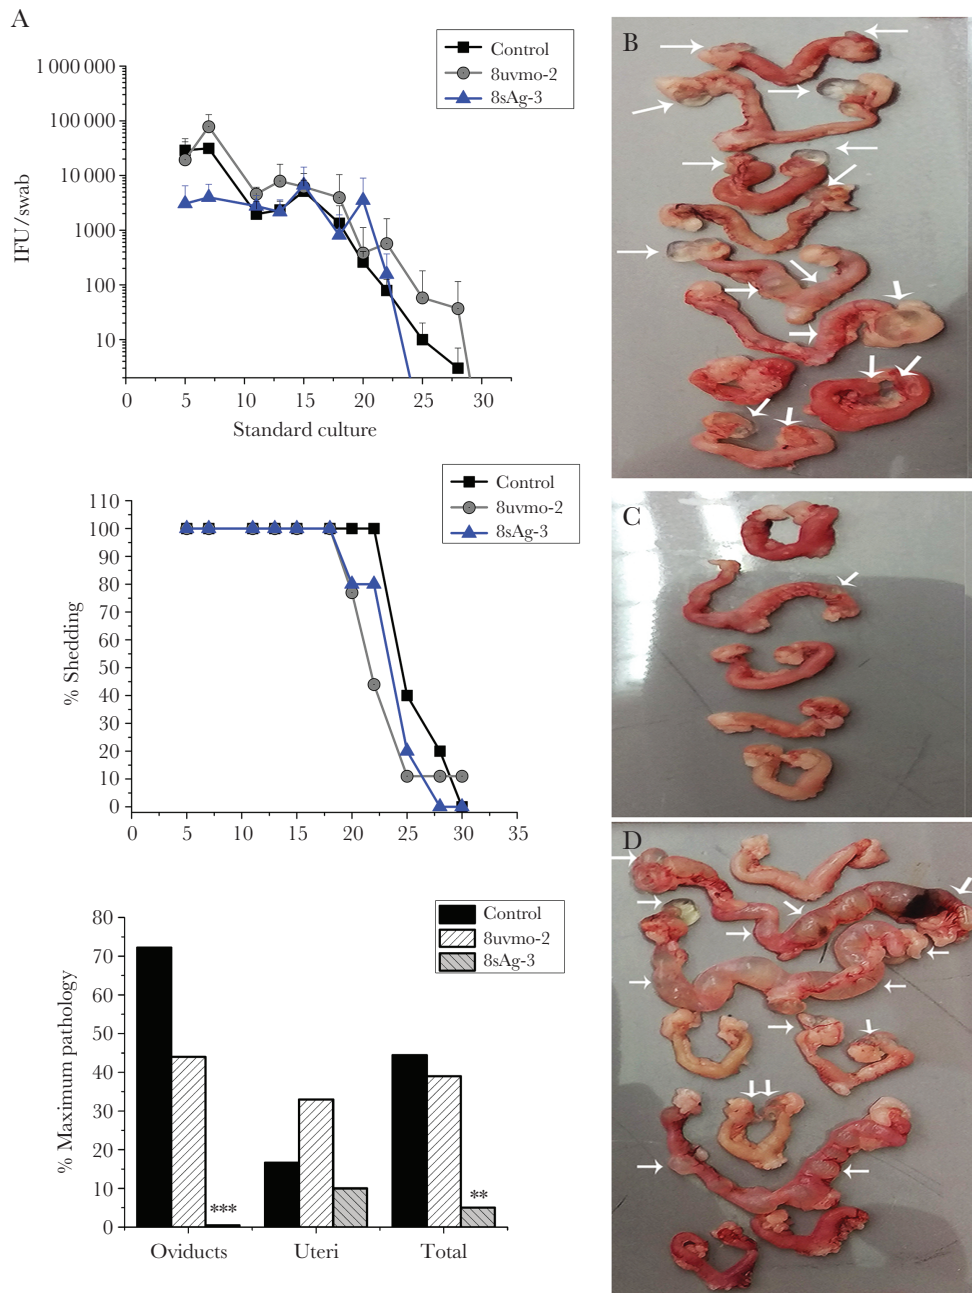 A
Control
8uvmo-2
8sAg-3
1 000 000
100 000
10 000
1000
100
10
IFU/swab
0 5 10 15 20 25 30
Standard culture
Control
8uvmo-2
8sAg-3
110
100
90
80
70
60
50
40
30
20
10
0
% Shedding
0 5 10 15 20 25 30 35
Control
8uvmo-2
8sAg-3
80
70
60
50
40
30
20
10
0
% Maximum pathology
***
**
Oviducts Uteri Total
B
C
D